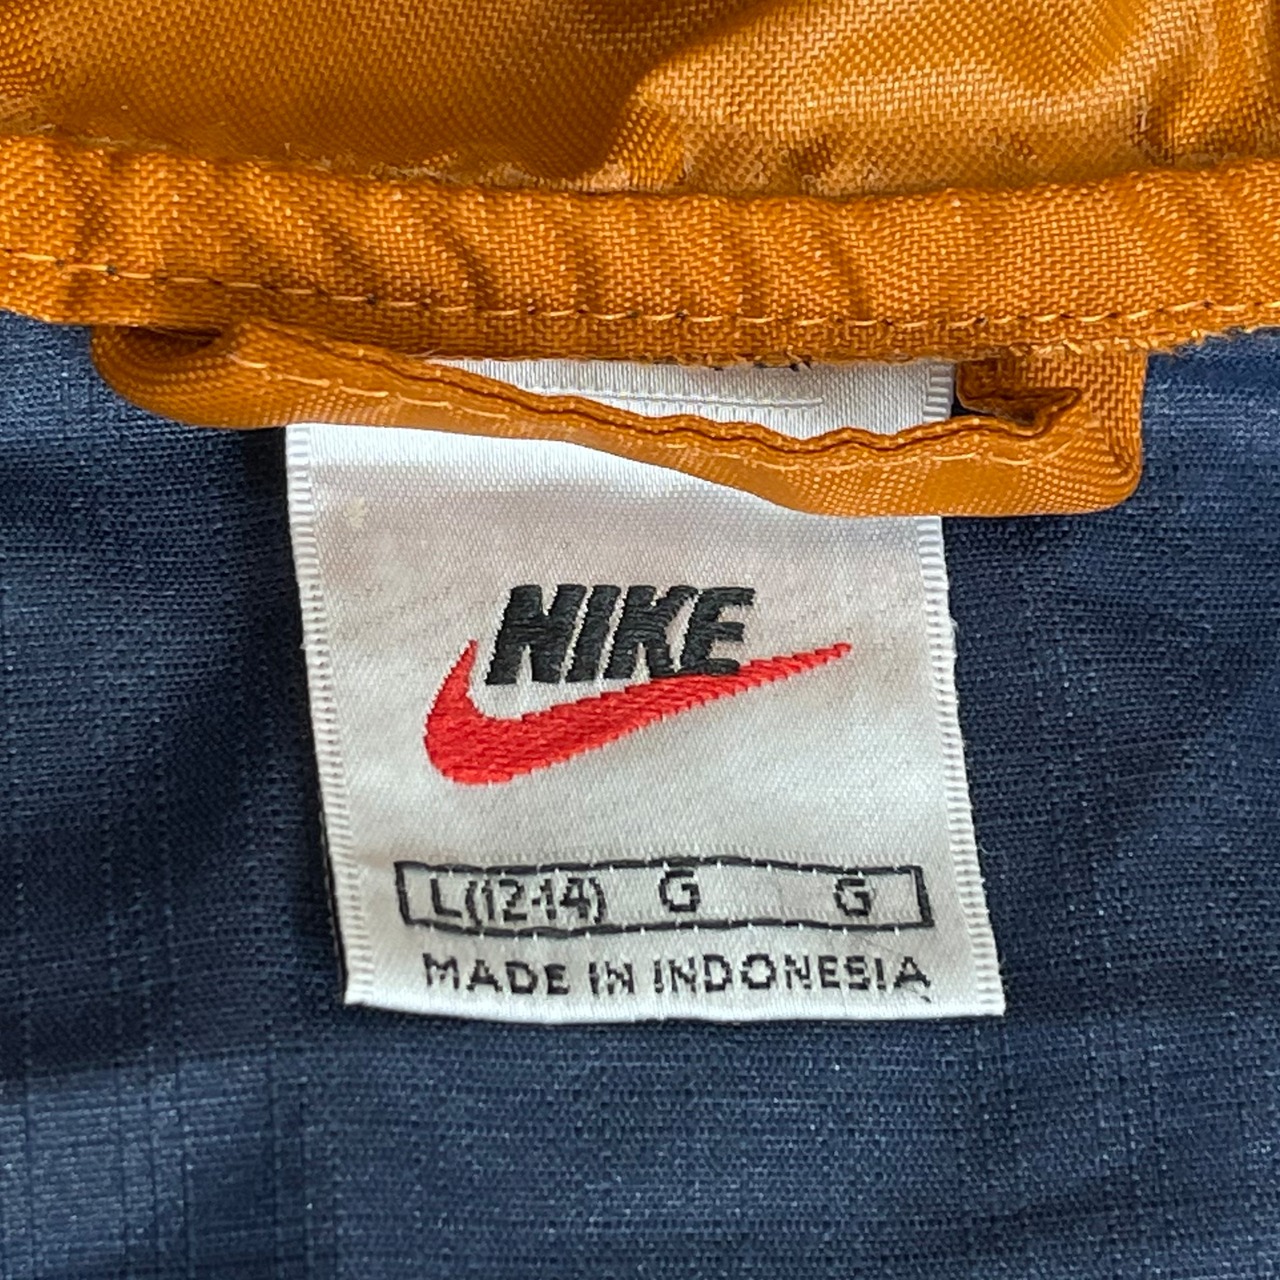 NIKE
L(12-14) G G
MADE IN INDONESIA